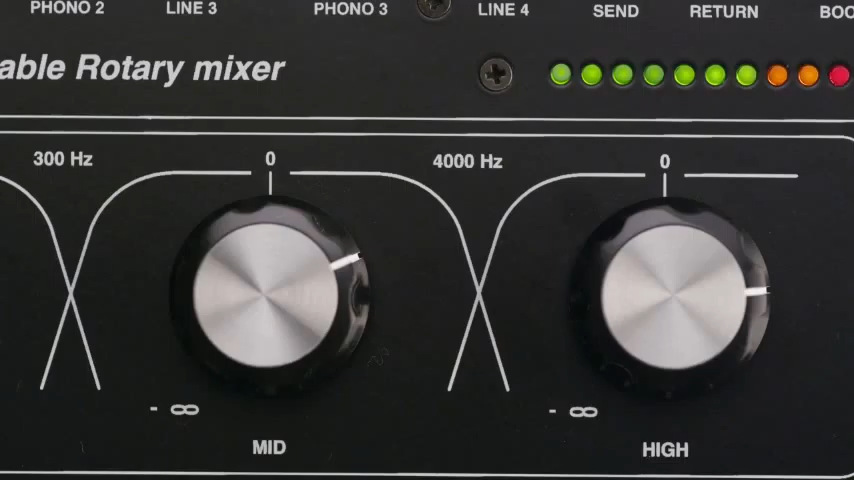 PHONO 2 LINE 3 PHONO 3 LINE 4 SEND RETURN BOO
able Rotary mixer
300 Hz 0 4000 Hz 0
- ∞ - ∞
MID HIGH